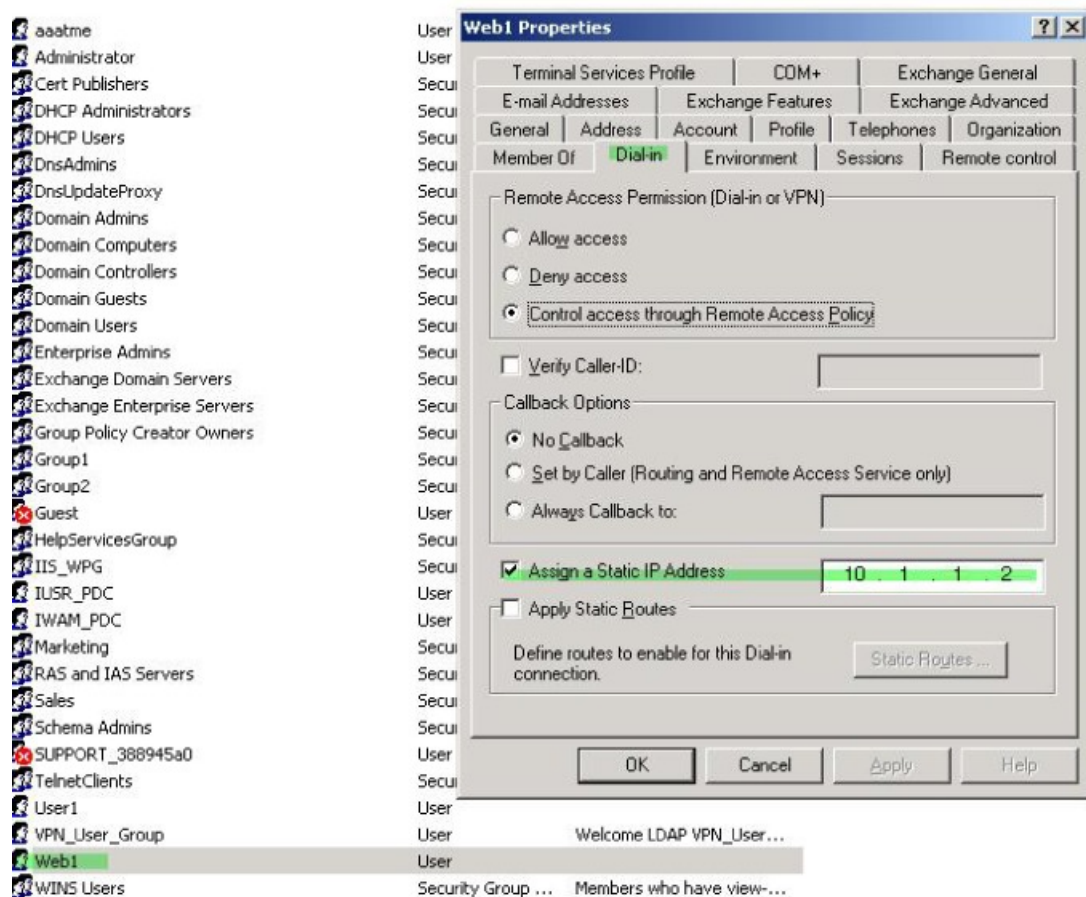 aaatme User
Administrator User
Cert Publishers Secu
DHCP Administrators Secu
DHCP Users Secu
DnsAdmins Secu
DnsUpdateProxy Secu
Domain Admins Secu
Domain Computers Secu
Domain Controllers Secu
Domain Guests Secu
Domain Users Secu
Enterprise Admins Secu
Exchange Domain Servers Secu
Exchange Enterprise Servers Secu
Group Policy Creator Owners Secu
Group1 Secu
Group2 Secu
Guest User
HelpServicesGroup Secu
IIS_WPG Secu
IUSR_PDC User
IWAM_PDC User
Marketing Secu
RAS and IAS Servers Secu
Sales Secu
Schema Admins Secu
SUPPORT_388945a0 User
TelnetClients Secu
User1 User
VPN_User_Group User Welcome LDAP VPN_User...
Web1 User
WINS Users Security Group ... Members who have view-...
Web1 Properties
Terminal Services Profile COM+ Exchange General
E-mail Addresses Exchange Features Exchange Advanced
General Address Account Profile Telephones Organization
Member Of Dial-in Environment Sessions Remote control
Remote Access Permission (Dial-in or VPN)
Allow access
Deny access
Control access through Remote Access Policy
Verify Caller-ID:
Callback Options
No Callback
Set by Caller (Routing and Remote Access Service only)
Always Callback to:
Assign a Static IP Address 10 . 1 . 1 . 2
Apply Static Routes
Define routes to enable for this Dial-in
connection.
Static Routes ...
OK Cancel Apply Help